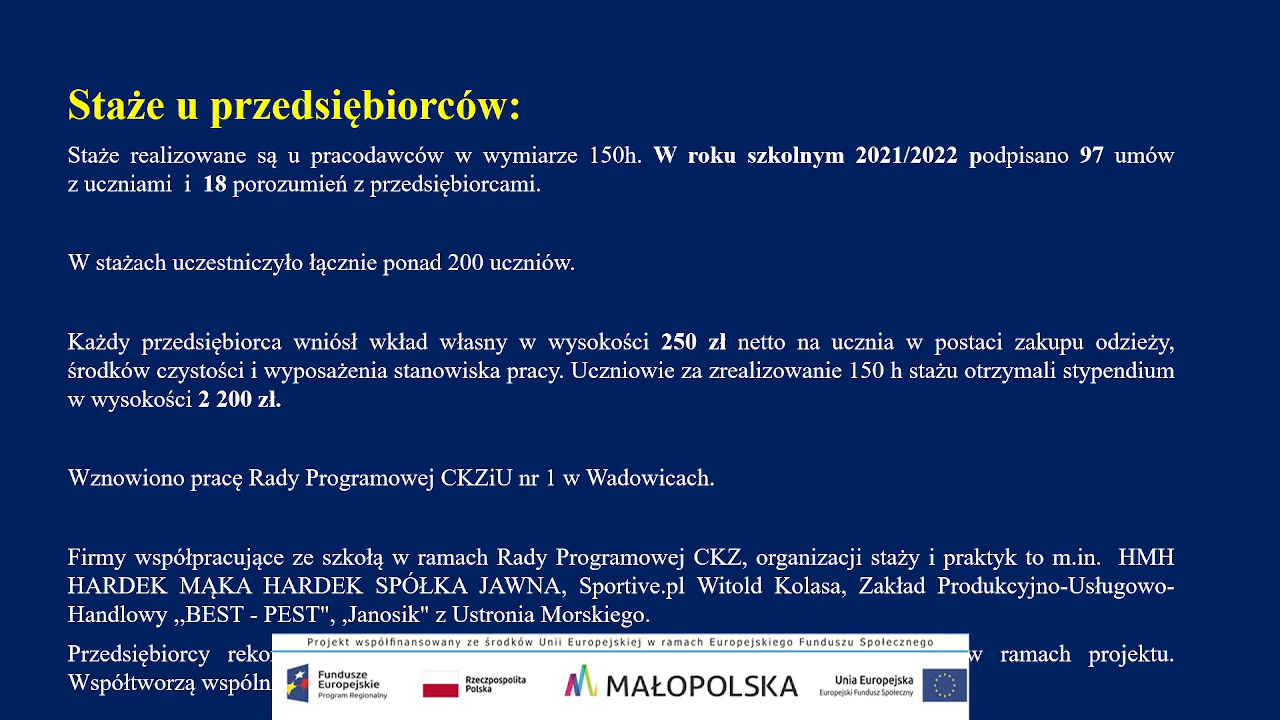 Staże u przedsiębiorców:
Staże realizowane są u pracodawców w wymiarze 150h. W roku szkolnym 2021/2022 podpisano 97 umów
z uczniami i 18 porozumień z przedsiębiorcami.
W stażach uczestniczyło łącznie ponad 200 uczniów.
Każdy przedsiębiorca wniósł wkład własny w wysokości 250 zł netto na ucznia w postaci zakupu odzieży,
środków czystości i wyposażenia stanowiska pracy. Uczniowie za zrealizowanie 150 h stażu otrzymali stypendium
w wysokości 2 200 zł.
Wznowiono pracę Rady Programowej CKZiU nr 1 w Wadowicach.
Firmy współpracujące ze szkołą w ramach Rady Programowej CKZ, organizacji staży i praktyk to m.in. HMH
HARDEK MĄKA HARDEK SPÓŁKA JAWNA, Sportive.pl Witold Kolasa, Zakład Produkcyjno-Usługowo-
Handlowy ,,BEST - PEST", ,Janosik" z Ustronia Morskiego.
Przedsiębiorcy w ramach projektu.
Współtworzą
Projekt współfinansowany ze środków Unii Europejskiej w ramach Europejskiego Funduszu Społecznego
Fundusze
Europejskie
Program Regionalny
Rzeczpospolita
Polska
MAŁOPOLSKA
Unia Europejska
Europejski Fundusz Społeczny